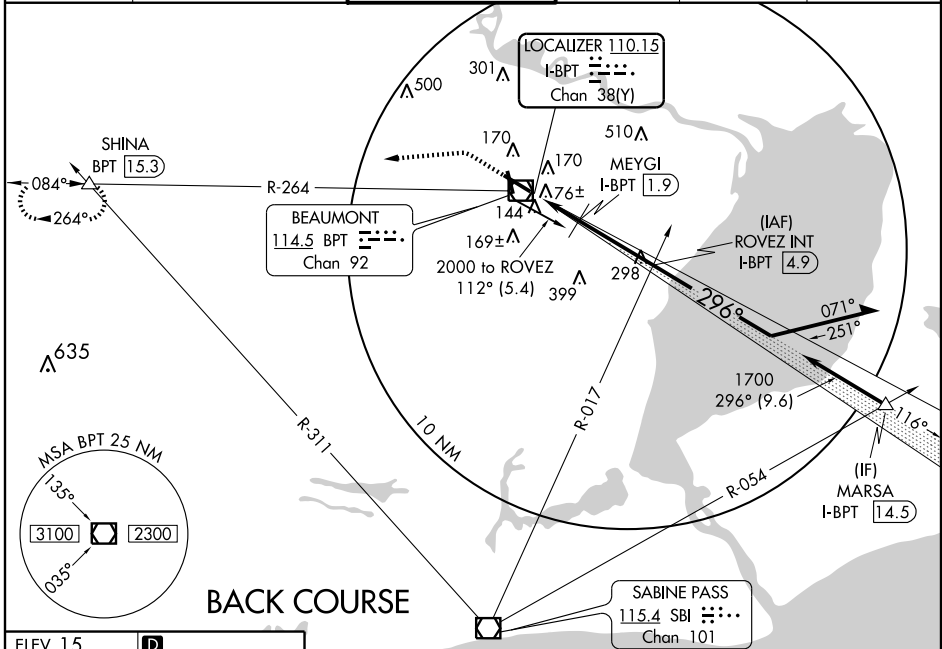 LOCALIZER 110.15
I-BPT
Chan 38(Y)
500
301
510
170
170
76±
144
169±
399
298
635
SHINA
BPT 15.3
084°
264°
R-264
BEAUMONT
114.5 BPT
Chan 92
MEYGI
I-BPT 1.9
(IAF)
ROVEZ INT
I-BPT 4.9
2000 to ROVEZ
112° (5.4)
296°
071°
251°
1700
296° (9.6)
116°
(IF)
MARSA
I-BPT 14.5
R-017
R-054
R-311
10 NM
MSA BPT 25 NM
135°
3100
2300
035°
BACK COURSE
SABINE PASS
115.4 SBI
Chan 101
ELEV 15
D